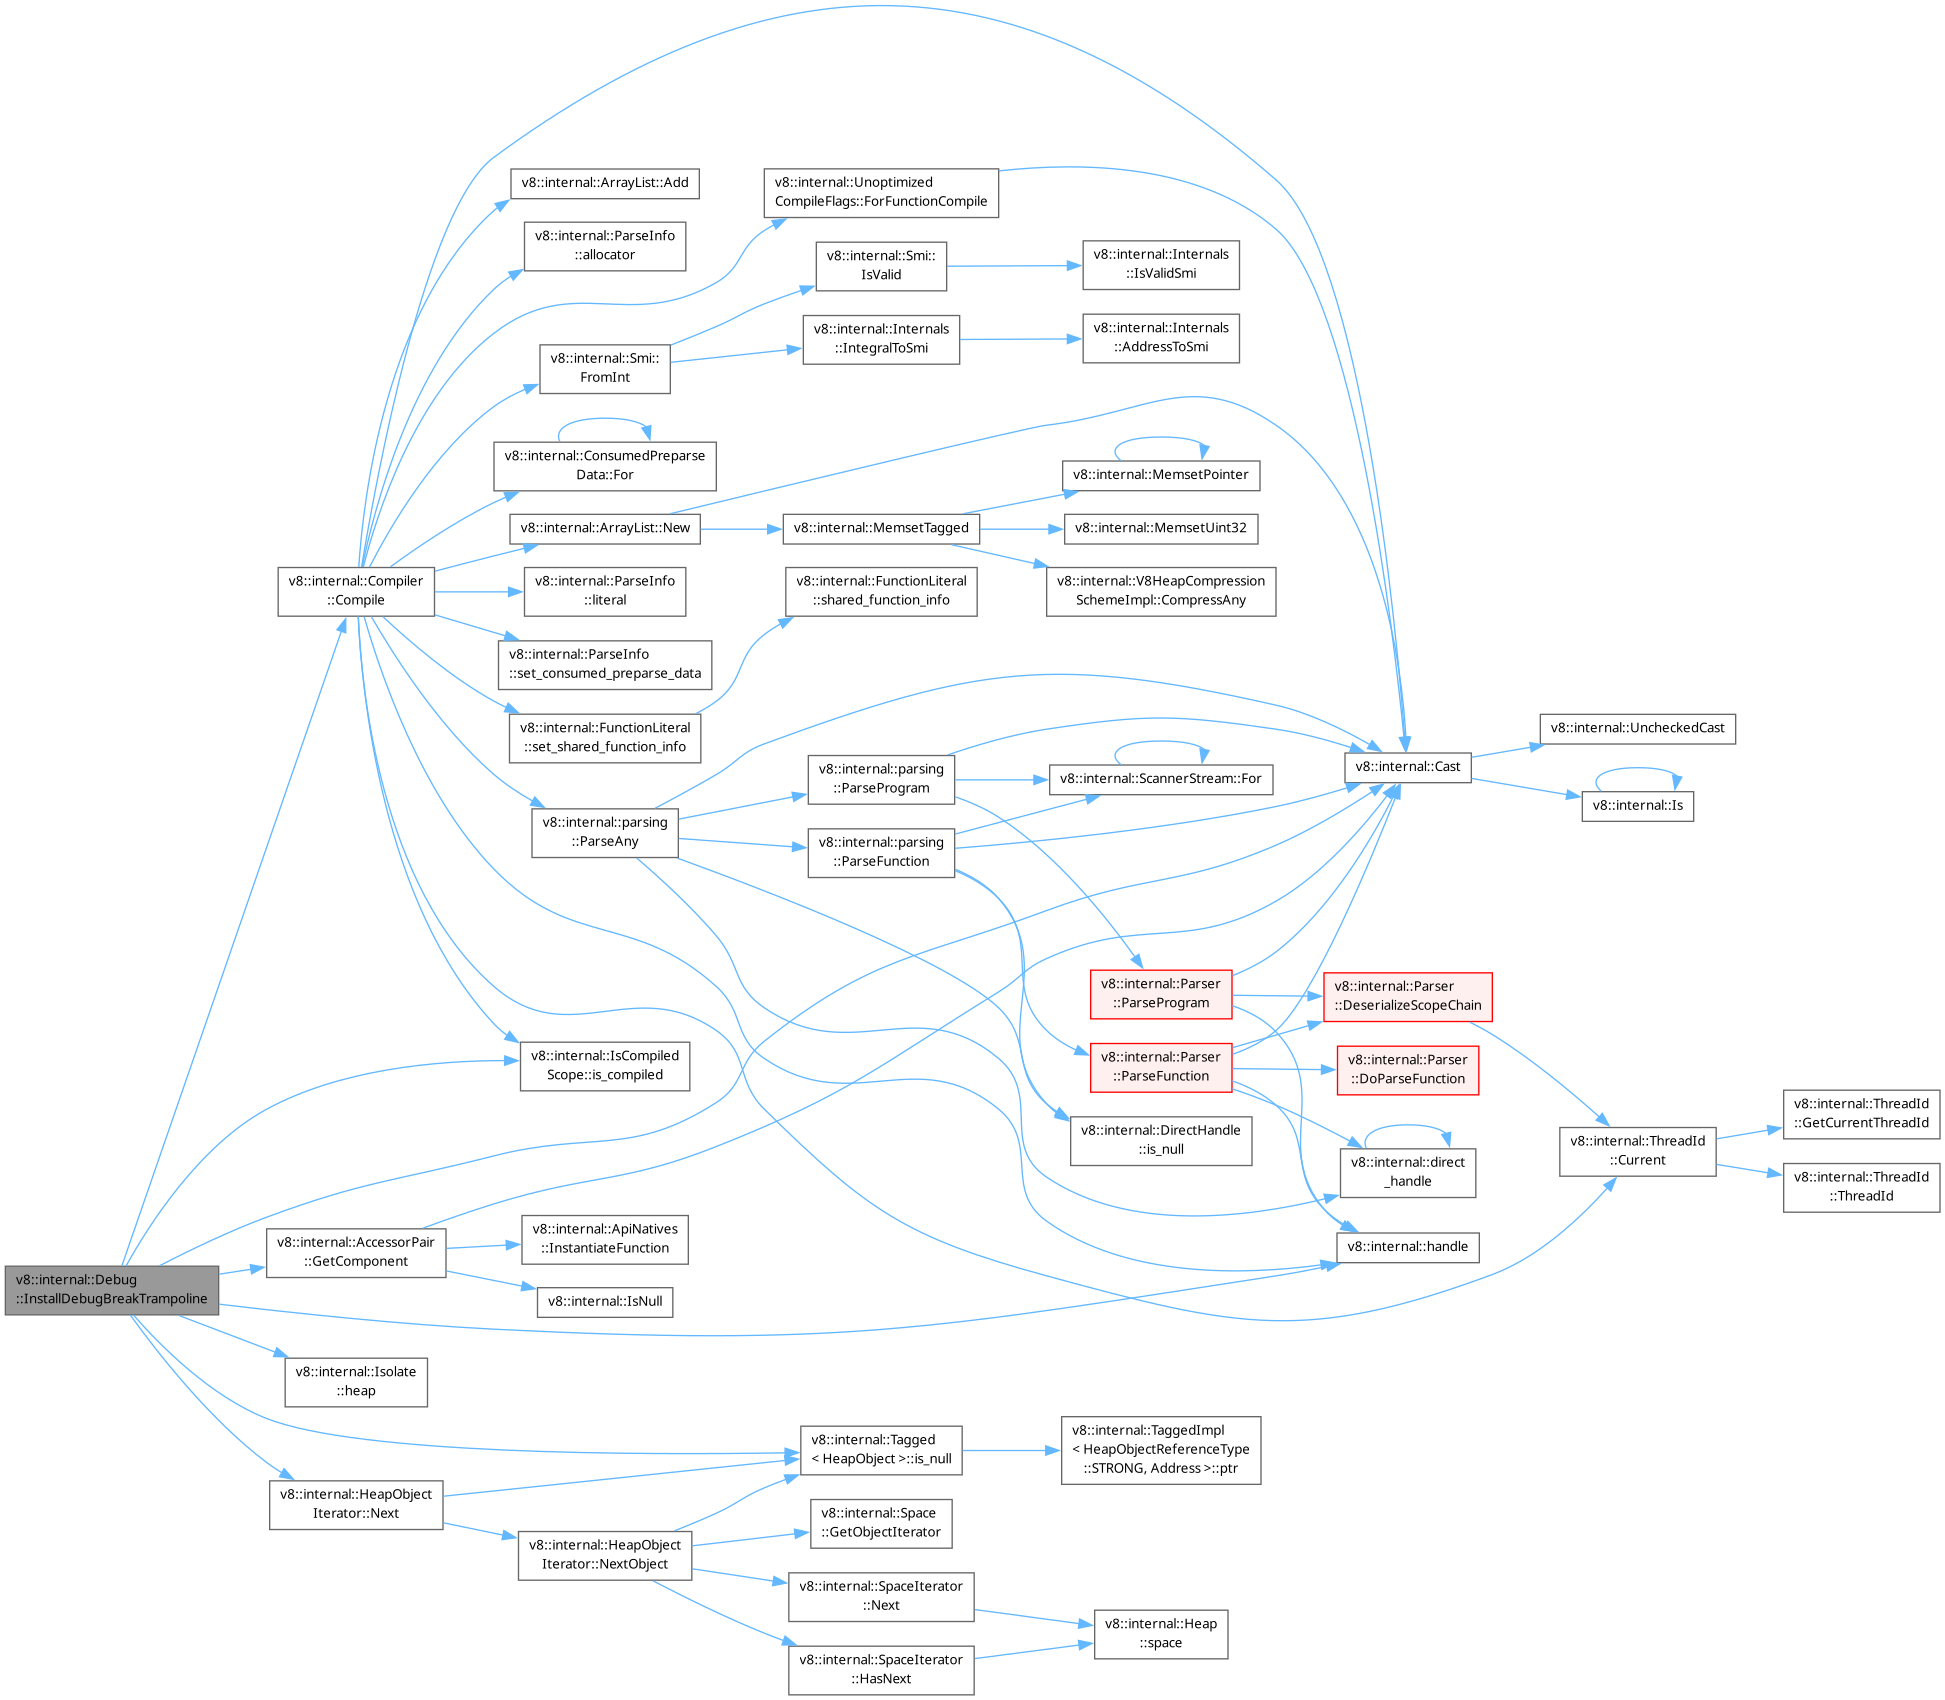 v8::internal::Debug
::InstallDebugBreakTrampoline
v8::internal::Compiler
::Compile
v8::internal::AccessorPair
::GetComponent
v8::internal::Isolate
::heap
v8::internal::HeapObject
Iterator::Next
v8::internal::ArrayList::Add
v8::internal::ParseInfo
::allocator
v8::internal::Smi::
FromInt
v8::internal::ConsumedPreparse
Data::For
v8::internal::ArrayList::New
v8::internal::ParseInfo
::literal
v8::internal::ParseInfo
::set_consumed_preparse_data
v8::internal::FunctionLiteral
::set_shared_function_info
v8::internal::parsing
::ParseAny
v8::internal::IsCompiled
Scope::is_compiled
v8::internal::ApiNatives
::InstantiateFunction
v8::internal::IsNull
v8::internal::HeapObject
Iterator::NextObject
v8::internal::Unoptimized
CompileFlags::ForFunctionCompile
v8::internal::Smi::
IsValid
v8::internal::Internals
::IntegralToSmi
v8::internal::MemsetTagged
v8::internal::FunctionLiteral
::shared_function_info
v8::internal::parsing
::ParseProgram
v8::internal::parsing
::ParseFunction
v8::internal::Tagged
< HeapObject >::is_null
v8::internal::Space
::GetObjectIterator
v8::internal::SpaceIterator
::Next
v8::internal::SpaceIterator
::HasNext
v8::internal::Internals
::IsValidSmi
v8::internal::Internals
::AddressToSmi
v8::internal::MemsetPointer
v8::internal::MemsetUint32
v8::internal::V8HeapCompression
SchemeImpl::CompressAny
v8::internal::ScannerStream::For
v8::internal::Parser
::ParseProgram
v8::internal::Parser
::ParseFunction
v8::internal::DirectHandle
::is_null
v8::internal::TaggedImpl
< HeapObjectReferenceType
::STRONG, Address >::ptr
v8::internal::Heap
::space
v8::internal::Cast
v8::internal::Parser
::DeserializeScopeChain
v8::internal::Parser
::DoParseFunction
v8::internal::direct
_handle
v8::internal::handle
v8::internal::UncheckedCast
v8::internal::Is
v8::internal::ThreadId
::Current
v8::internal::ThreadId
::GetCurrentThreadId
v8::internal::ThreadId
::ThreadId